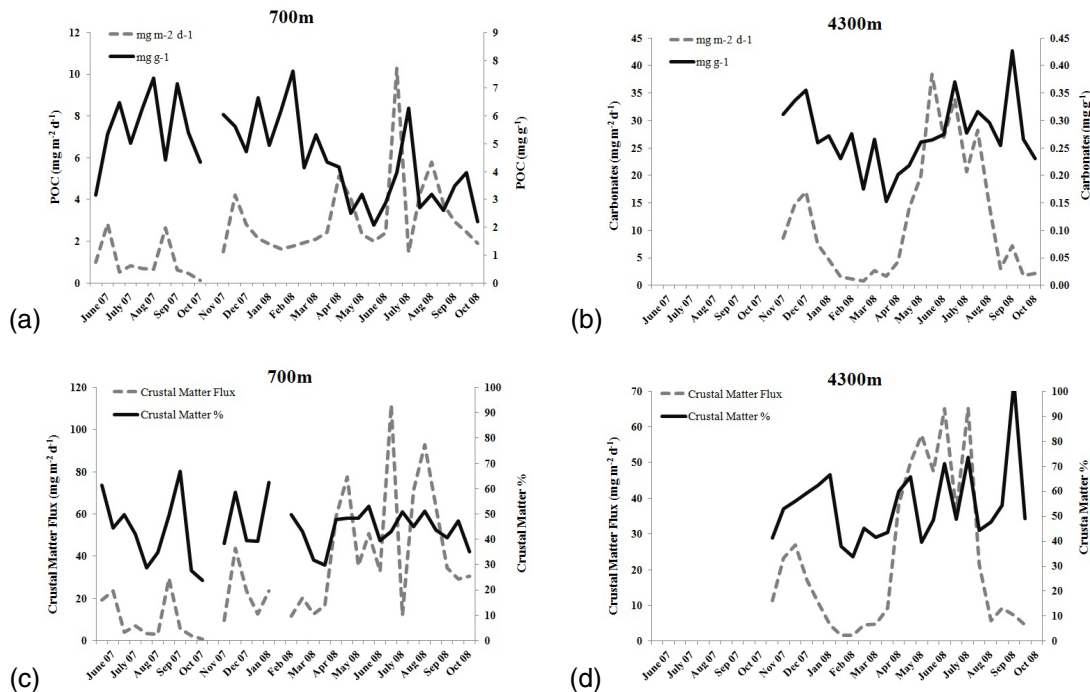 700m
mg m-2 d-1
mg g-1
12
10
8
6
4
2
0
9
8
7
6
5
4
3
2
1
0
POC (mg m-2 d-1)
POC (mg g-1)
June 07 July 07 Aug 07 Sep 07 Oct 07 Nov 07 Dec 07 Jan 08 Feb 08 Mar 08 Apr 08 May 08 June 08 July 08 Aug 08 Sep 08 Oct 08
(a)
4300m
mg m-2 d-1
mg g-1
45
40
35
30
25
20
15
10
5
0
0.45
0.40
0.35
0.30
0.25
0.20
0.15
0.10
0.05
0.00
Carbonates (mg m-2 d-1)
Carbonates (mg g-1)
June 07 July 07 Aug 07 Sep 07 Oct 07 Nov 07 Dec 07 Jan 08 Feb 08 Mar 08 Apr 08 May 08 June 08 July 08 Aug 08 Sep 08 Oct 08
(b)
700m
Crustal Matter Flux
Crustal Matter %
120
100
80
60
40
20
0
100
90
80
70
60
50
40
30
20
10
0
Crustal Matter Flux (mg m-2 d-1)
Crustal Matter %
June 07 July 07 Aug 07 Sep 07 Oct 07 Nov 07 Dec 07 Jan 08 Feb 08 Mar 08 Apr 08 May 08 June 08 July 08 Aug 08 Sep 08 Oct 08
(c)
4300m
Crustal Matter Flux
Crustal Matter %
70
60
50
40
30
20
10
0
100
90
80
70
60
50
40
30
20
10
0
Crustal Matter Flux (mg m-2 d-1)
Crusta Matter %
June 07 July 07 Aug 07 Sep 07 Oct 07 Nov 07 Dec 07 Jan 08 Feb 08 Mar 08 Apr 08 May 08 June 08 July 08 Aug 08 Sep 08 Oct 08
(d)